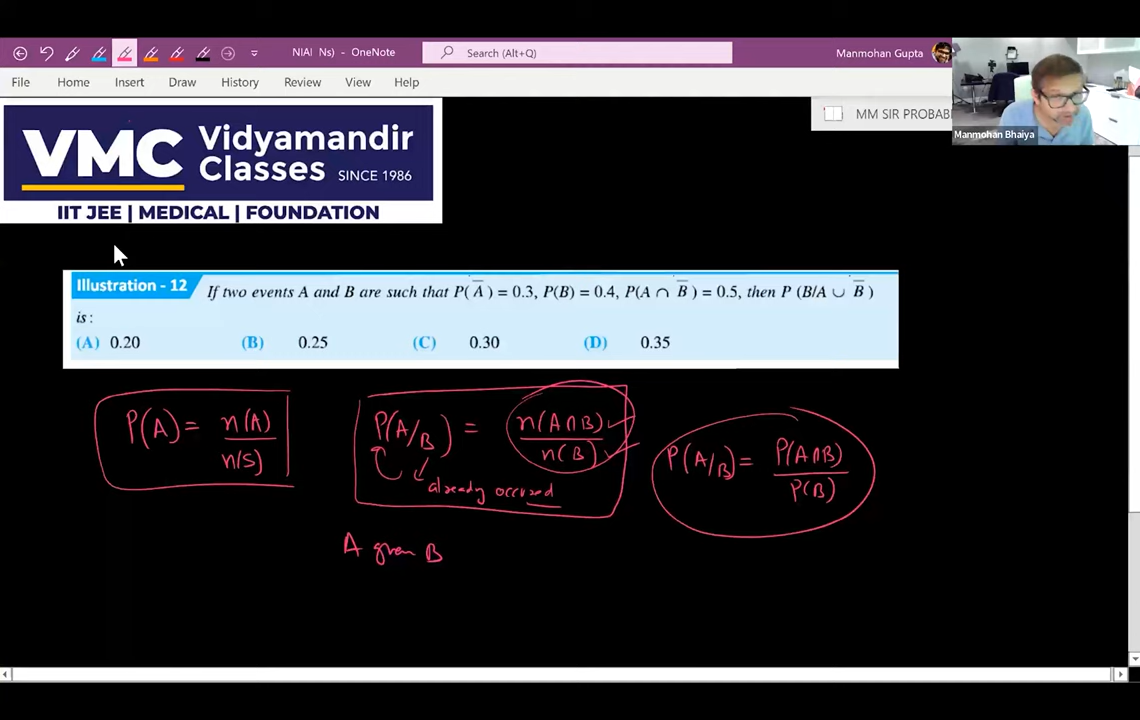 NIAI Ns) - OneNote
Search (Alt+Q)
Manmohan Gupta
File Home Insert Draw History Review View Help
MM SIR PROBAB
Manmohan Bhaiya
VMC Vidyamandir Classes SINCE 1986
IIT JEE | MEDICAL | FOUNDATION
Illustration - 12 If two events A and B are such that P(A̅) = 0.3, P(B) = 0.4, P(A ∩ B̅) = 0.5, then P (B/A ∪ B̅)
is :
(A) 0.20 (B) 0.25 (C) 0.30 (D) 0.35
P(A) = n(A)/n(S)
P(A/B) = n(A∩B)/n(B)
already occured
P(A/B) = P(A∩B)/P(B)
A given B